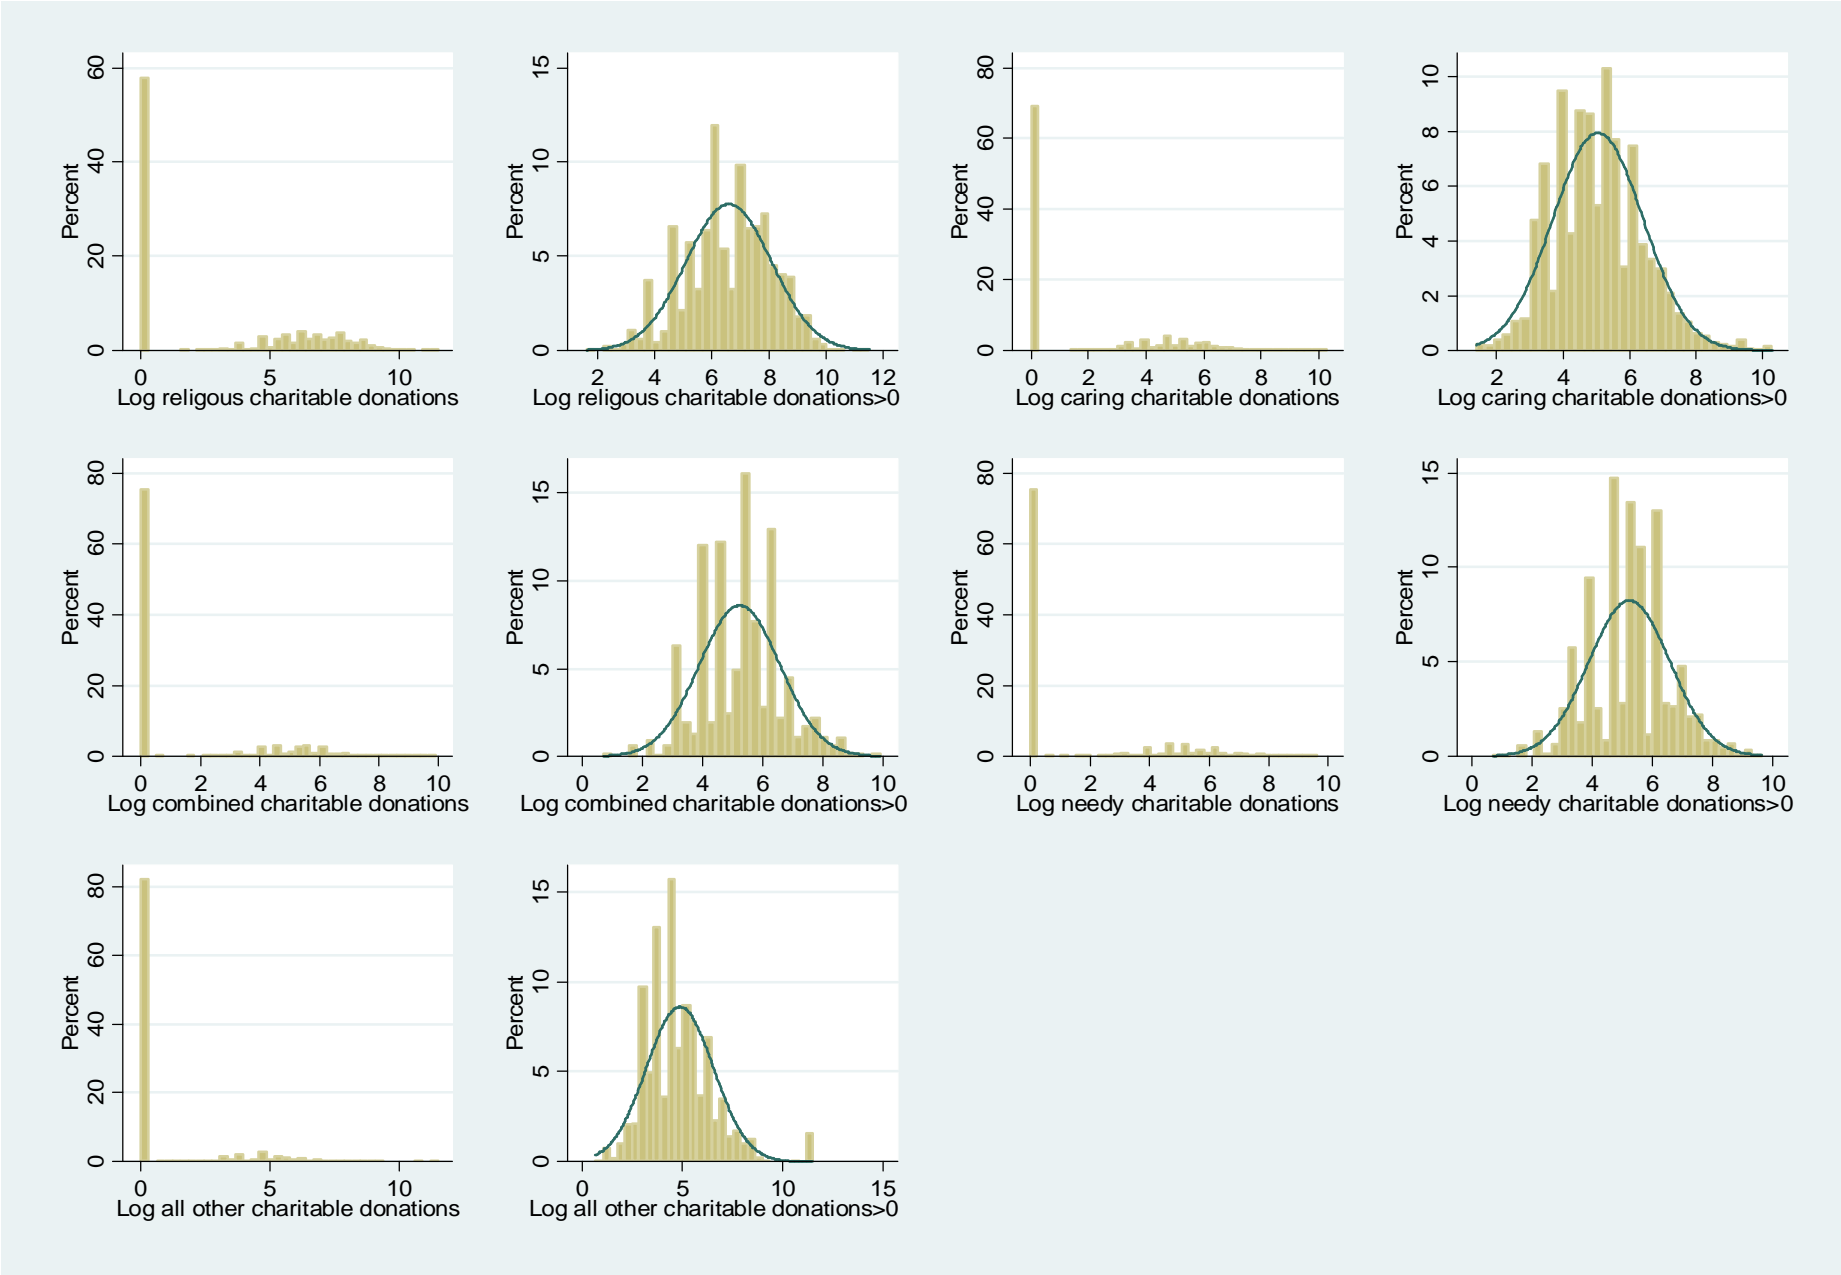 60
40
20
0
Percent
0 5 10
Log religous charitable donations
15
10
5
0
Percent
2 4 6 8 10 12
Log religous charitable donations>0
80
60
40
20
0
Percent
0 2 4 6 8 10
Log caring charitable donations
10
8
6
4
2
0
Percent
2 4 6 8 10
Log caring charitable donations>0
80
60
40
20
0
Percent
0 2 4 6 8 10
Log combined charitable donations
15
10
5
0
Percent
0 2 4 6 8 10
Log combined charitable donations>0
80
60
40
20
0
Percent
0 2 4 6 8 10
Log needy charitable donations
15
10
5
0
Percent
0 2 4 6 8 10
Log needy charitable donations>0
80
60
40
20
0
Percent
0 5 10
Log all other charitable donations
15
10
5
0
Percent
0 5 10 15
Log all other charitable donations>0